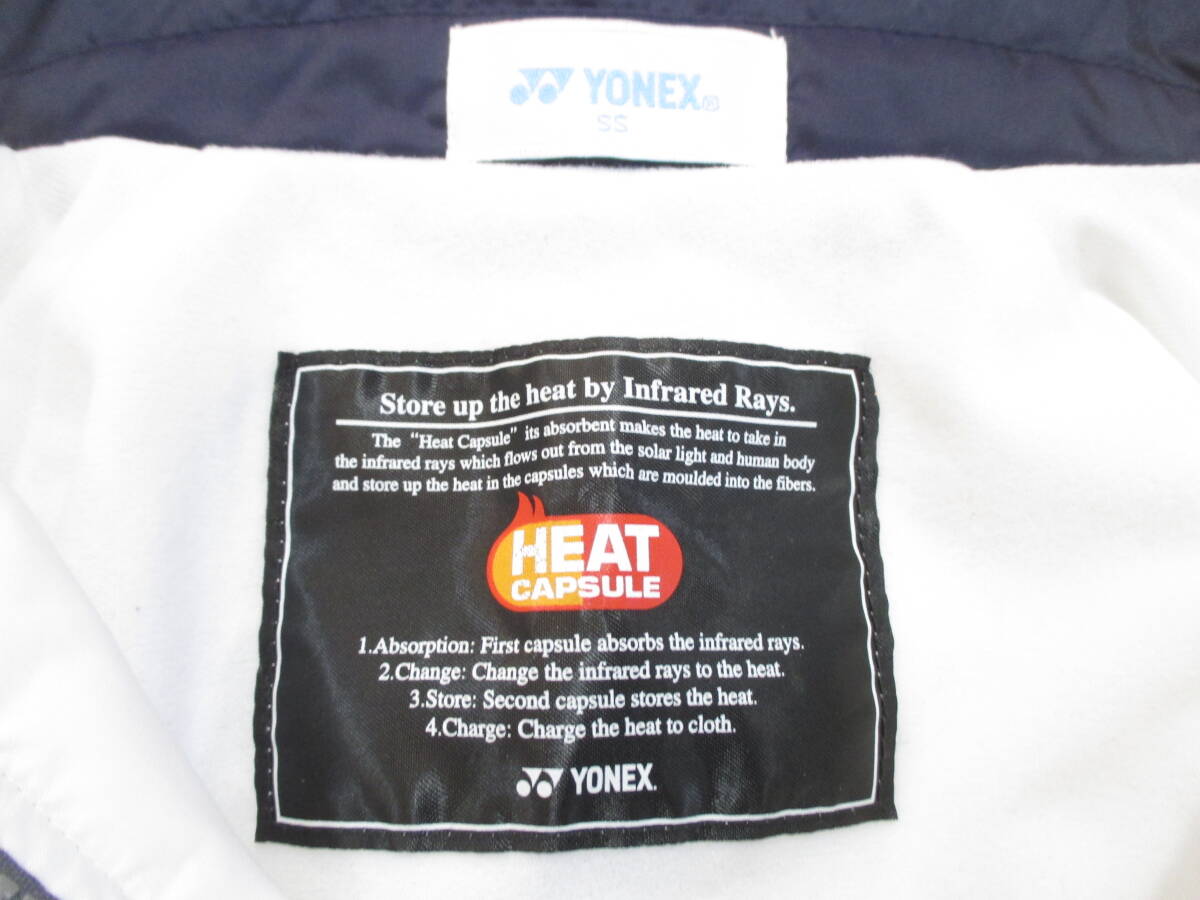 YONEX®
SS
Store up the heat by Infrared Rays.
The "Heat Capsule" its absorbent makes the heat to take in
the infrared rays which flows out from the solar light and human body
and store up the heat in the capsules which are moulded into the fibers.
HEAT
CAPSULE
1.Absorption: First capsule absorbs the infrared rays.
2.Change: Change the infrared rays to the heat.
3.Store: Second capsule stores the heat.
4.Charge: Charge the heat to cloth.
YONEX.